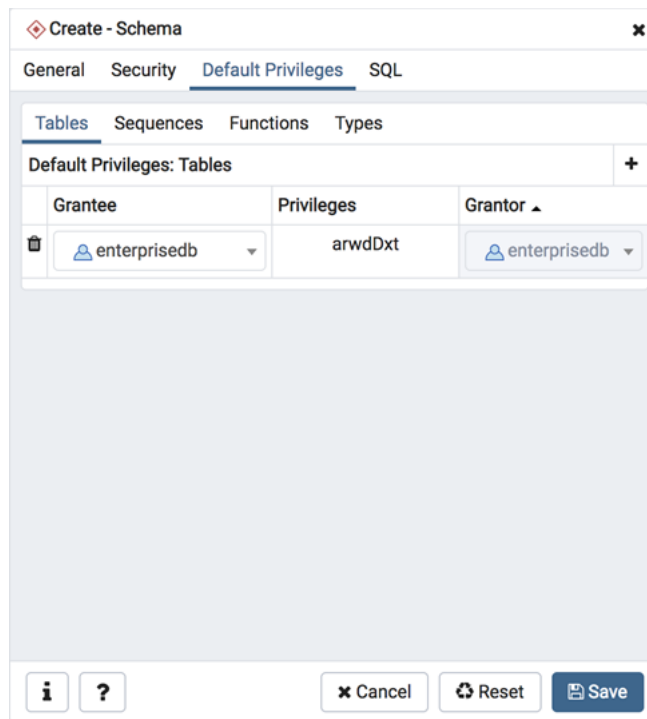 Create - Schema
General Security Default Privileges SQL
Tables Sequences Functions Types
Default Privileges: Tables
Grantee Privileges Grantor
enterprisedb arwdDxt enterprisedb
i ? Cancel Reset Save